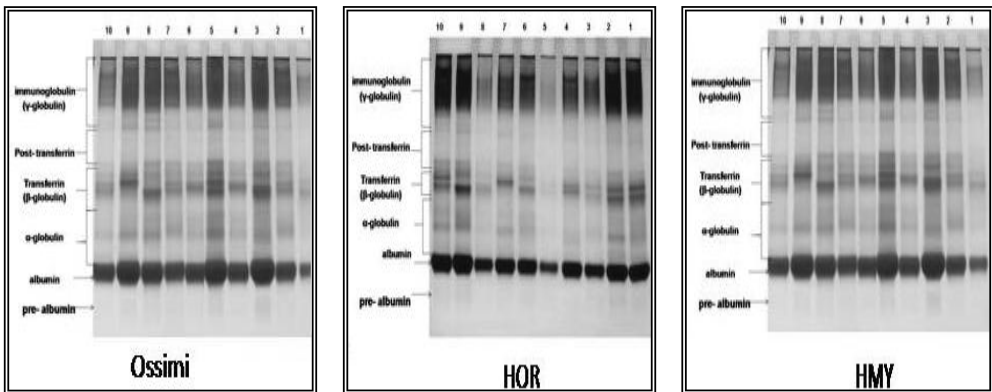 10 9 8 7 6 5 4 3 2 1
immunoglobulin
(γ-globulin)
Post-transferrin
Transferrin
(β-globulin)
α-globulin
albumin
pre- albumin
Ossimi
10 9 8 7 6 5 4 3 2 1
immunoglobulin
(γ-globulin)
Post- transferrin
Transferrin
(β-globulin)
α-globulin
albumin
pre- albumin
HOR
10 9 8 7 6 5 4 3 2 1
immunoglobulin
(γ-globulin)
Post- transferrin
Transferrin
(β-globulin)
α-globulin
albumin
pre- albumin
HMY